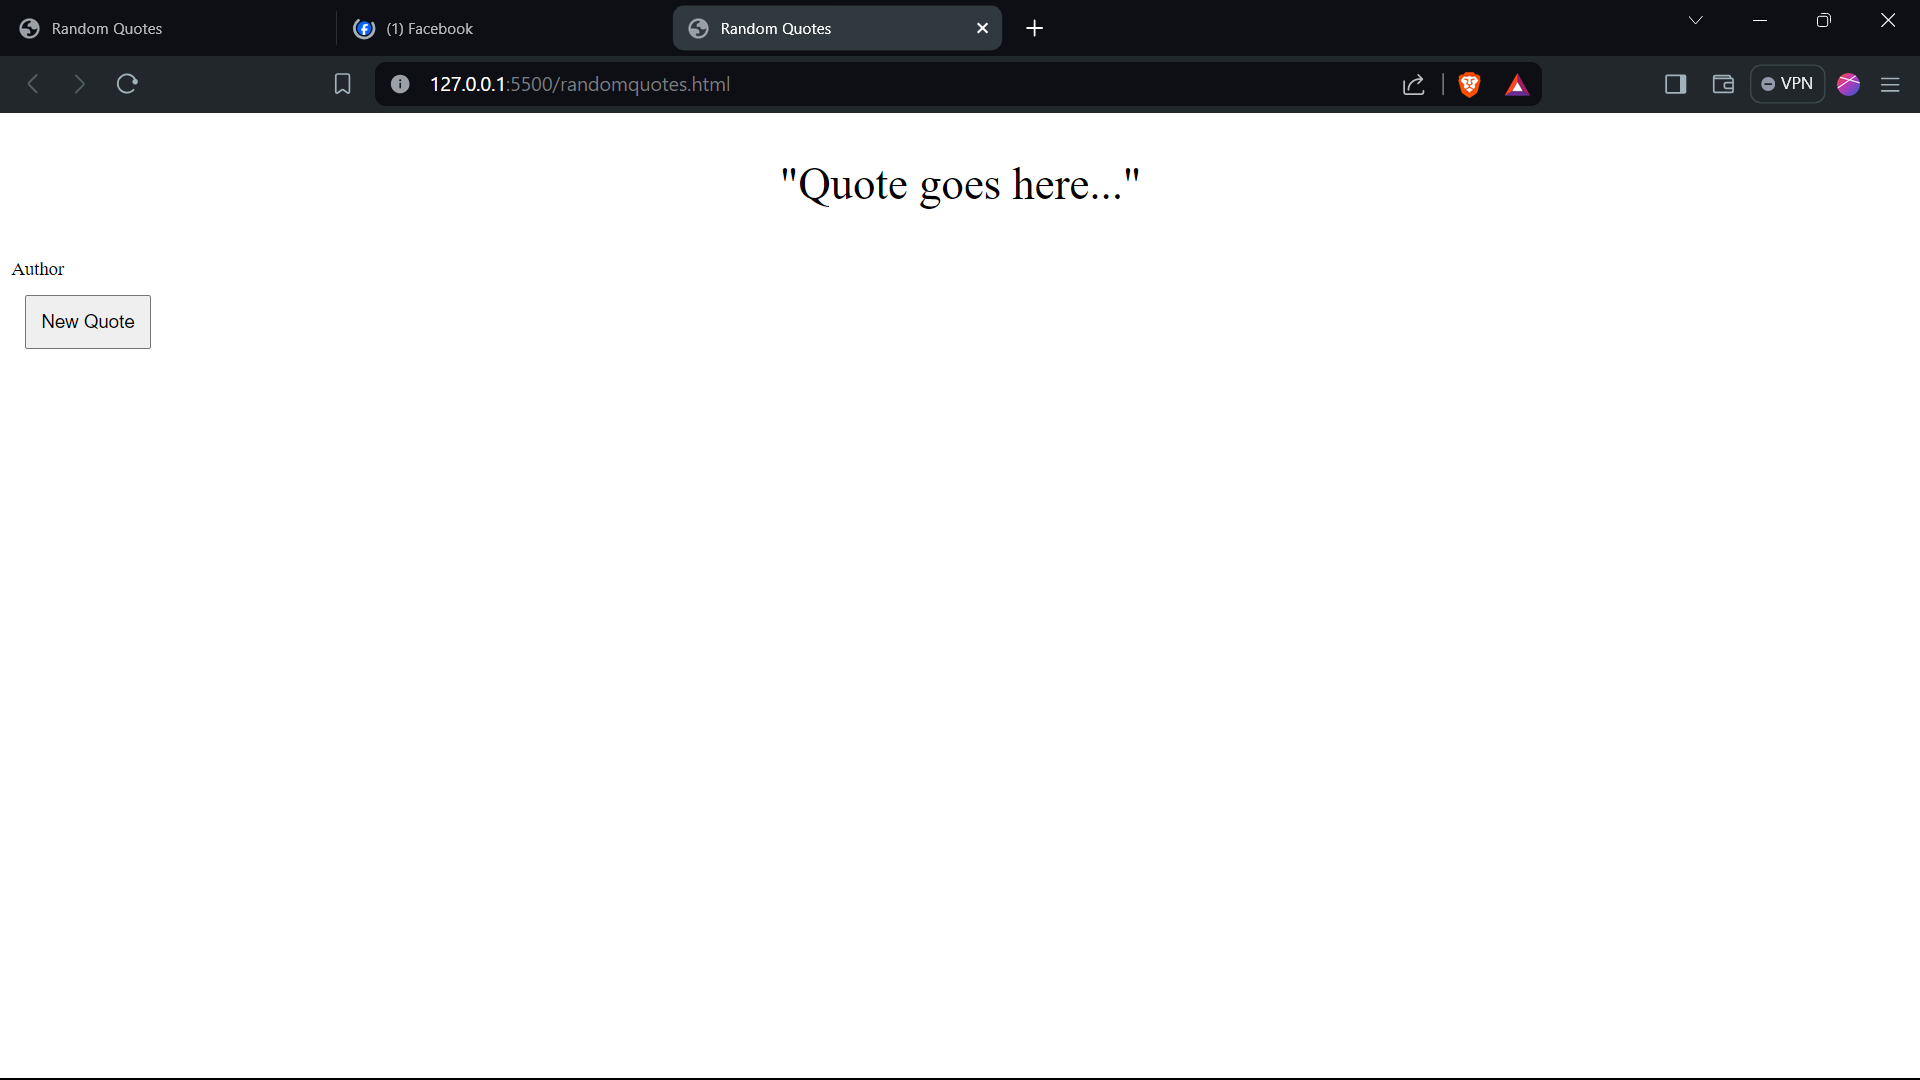 Random Quotes
(1) Facebook
Random Quotes
127.0.0.1:5500/randomquotes.html
VPN
"Quote goes here..."
Author
New Quote